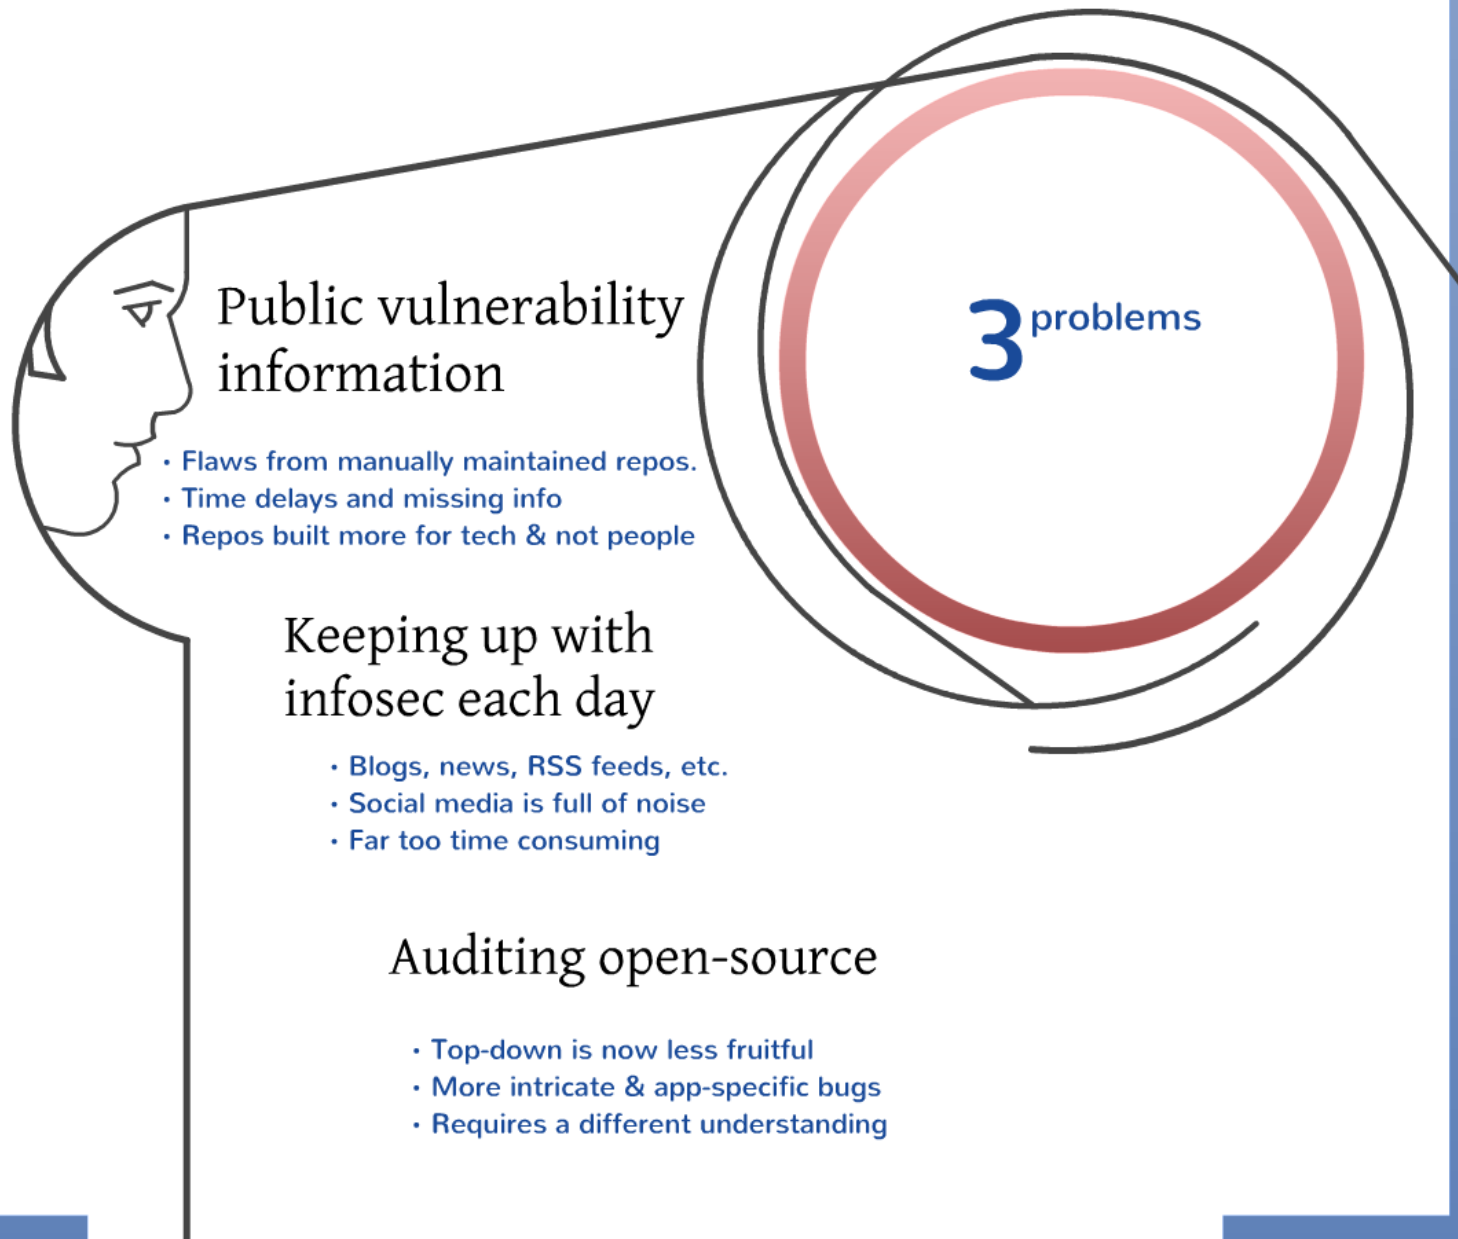 3 problems
Public vulnerability
information
• Flaws from manually maintained repos.
• Time delays and missing info
• Repos built more for tech & not people
Keeping up with
infosec each day
• Blogs, news, RSS feeds, etc.
• Social media is full of noise
• Far too time consuming
Auditing open-source
• Top-down is now less fruitful
• More intricate & app-specific bugs
• Requires a different understanding